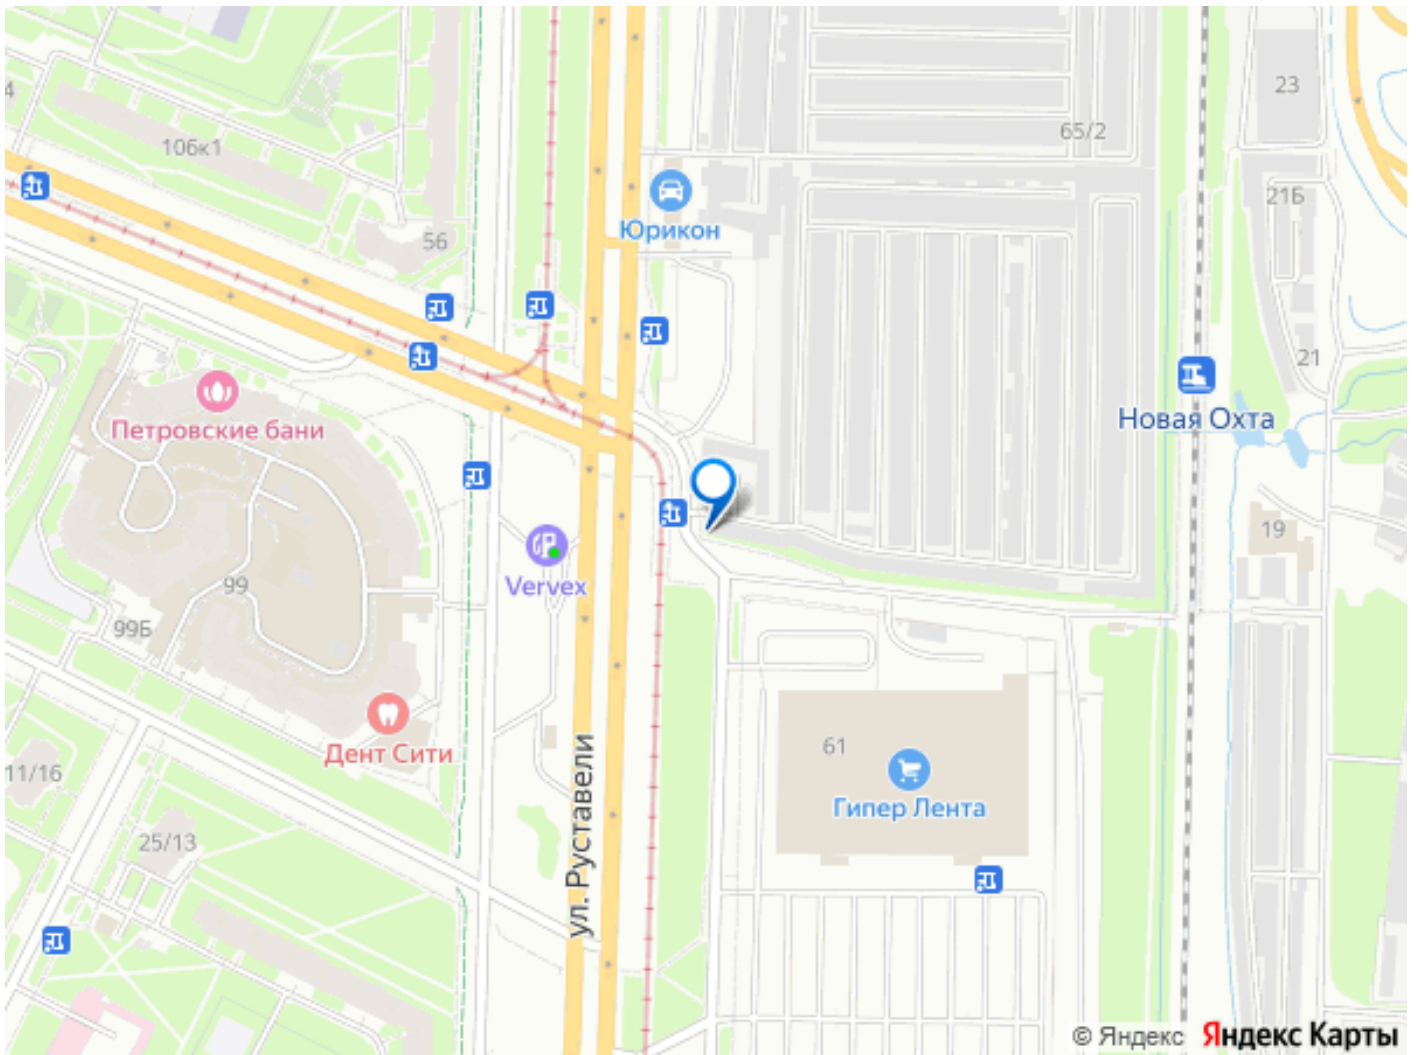 4
106к1
56
65/2
23
21Б
21
Юрикон
Новая Охта
Петровские бани
Vervex
99
99Б
19
Дент Сити
11/16
25/13
ул. Руставели
61
Гипер Лента
© Яндекс Яндекс Карты